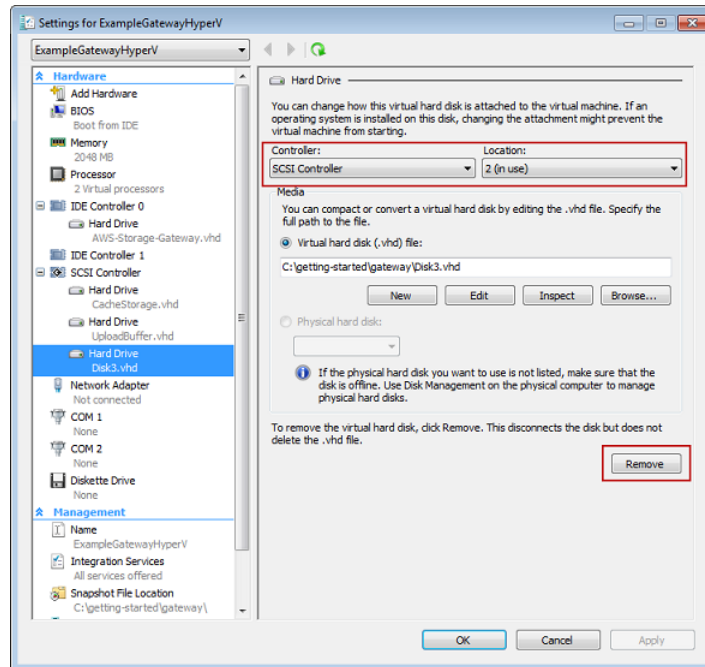 Settings for ExampleGatewayHyperV
ExampleGatewayHyperV
Hardware
Add Hardware
BIOS
Boot from IDE
Memory
2048 MB
Processor
2 Virtual processors
IDE Controller 0
Hard Drive
AWS-Storage-Gateway.vhd
IDE Controller 1
SCSI Controller
Hard Drive
CacheStorage.vhd
Hard Drive
UploadBuffer.vhd
Hard Drive
Disk3.vhd
Network Adapter
Not connected
COM 1
None
COM 2
None
Diskette Drive
None
Management
Name
ExampleGatewayHyperV
Integration Services
All services offered
Snapshot File Location
C:\getting-started\gateway\
Hard Drive
You can change how this virtual hard disk is attached to the virtual machine. If an
operating system is installed on this disk, changing the attachment might prevent the
virtual machine from starting.
Controller: Location:
SCSI Controller 2 (in use)
Media
You can compact or convert a virtual hard disk by editing the .vhd file. Specify the
full path to the file.
Virtual hard disk (.vhd) file:
C:\getting-started\gateway\Disk3.vhd
New Edit Inspect Browse...
Physical hard disk:
If the physical hard disk you want to use is not listed, make sure that the
disk is offline. Use Disk Management on the physical computer to manage
physical hard disks.
To remove the virtual hard disk, click Remove. This disconnects the disk but does not
delete the .vhd file.
Remove
OK Cancel Apply